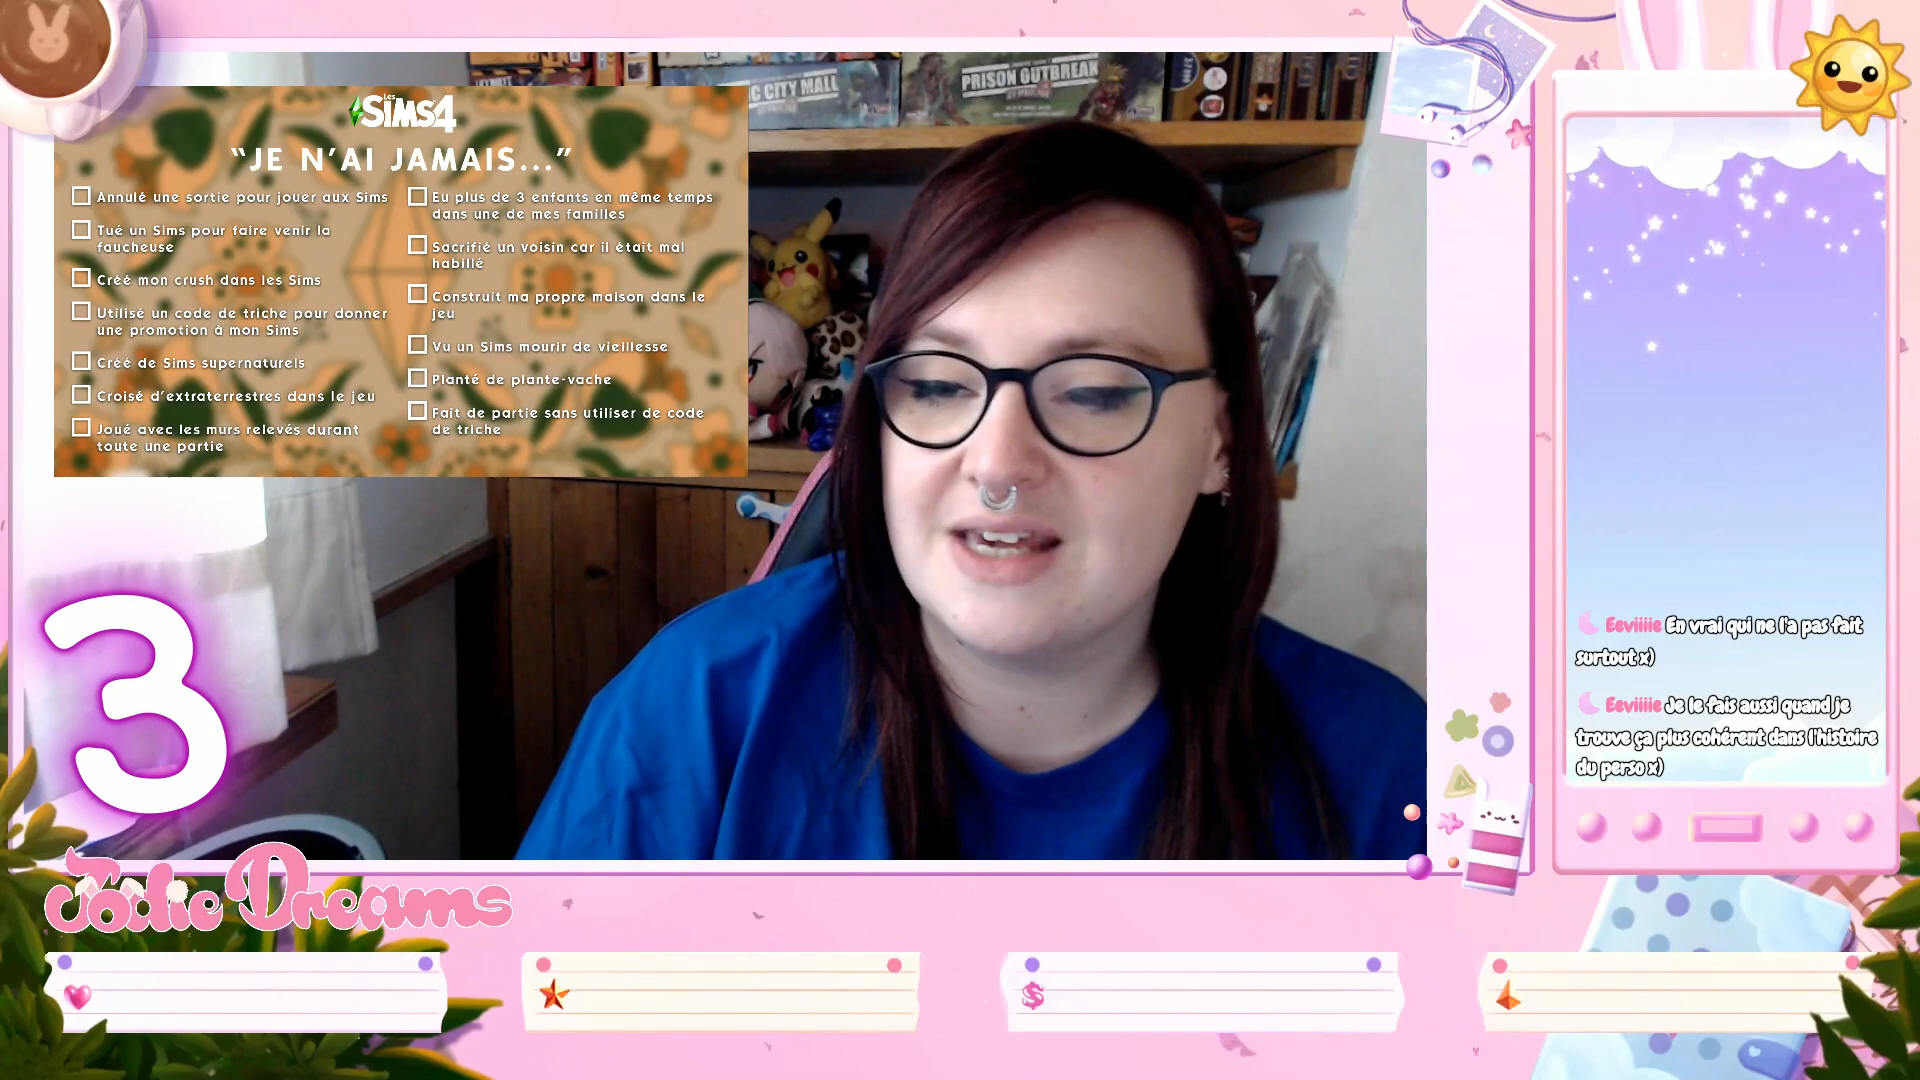 CITY MALL
PRISON OUTBREAK
Les
SIMS4
"JE N'AI JAMAIS..."
Annulé une sortie pour jouer aux Sims
Tué un Sims pour faire venir la
faucheuse
Créé mon crush dans les Sims
Utilisé un code de triche pour donner
une promotion à mon Sims
Créé de Sims supernaturels
Croisé d'extraterrestres dans le jeu
Joué avec les murs relevés durant
toute une partie
Eu plus de 3 enfants en même temps
dans une de mes familles
Sacrifié un voisin car il était mal
habillé
Construit ma propre maison dans le
jeu
Vu un Sims mourir de vieillesse
Planté de plante-vache
Fait de partie sans utiliser de code
de triche
3
Eeviiiie En vrai qui ne l'a pas fait
surtout x)
Eeviiiie Je le fais aussi quand je
trouve ça plus cohérent dans l'histoire
du perso x)
Jodie Dreams